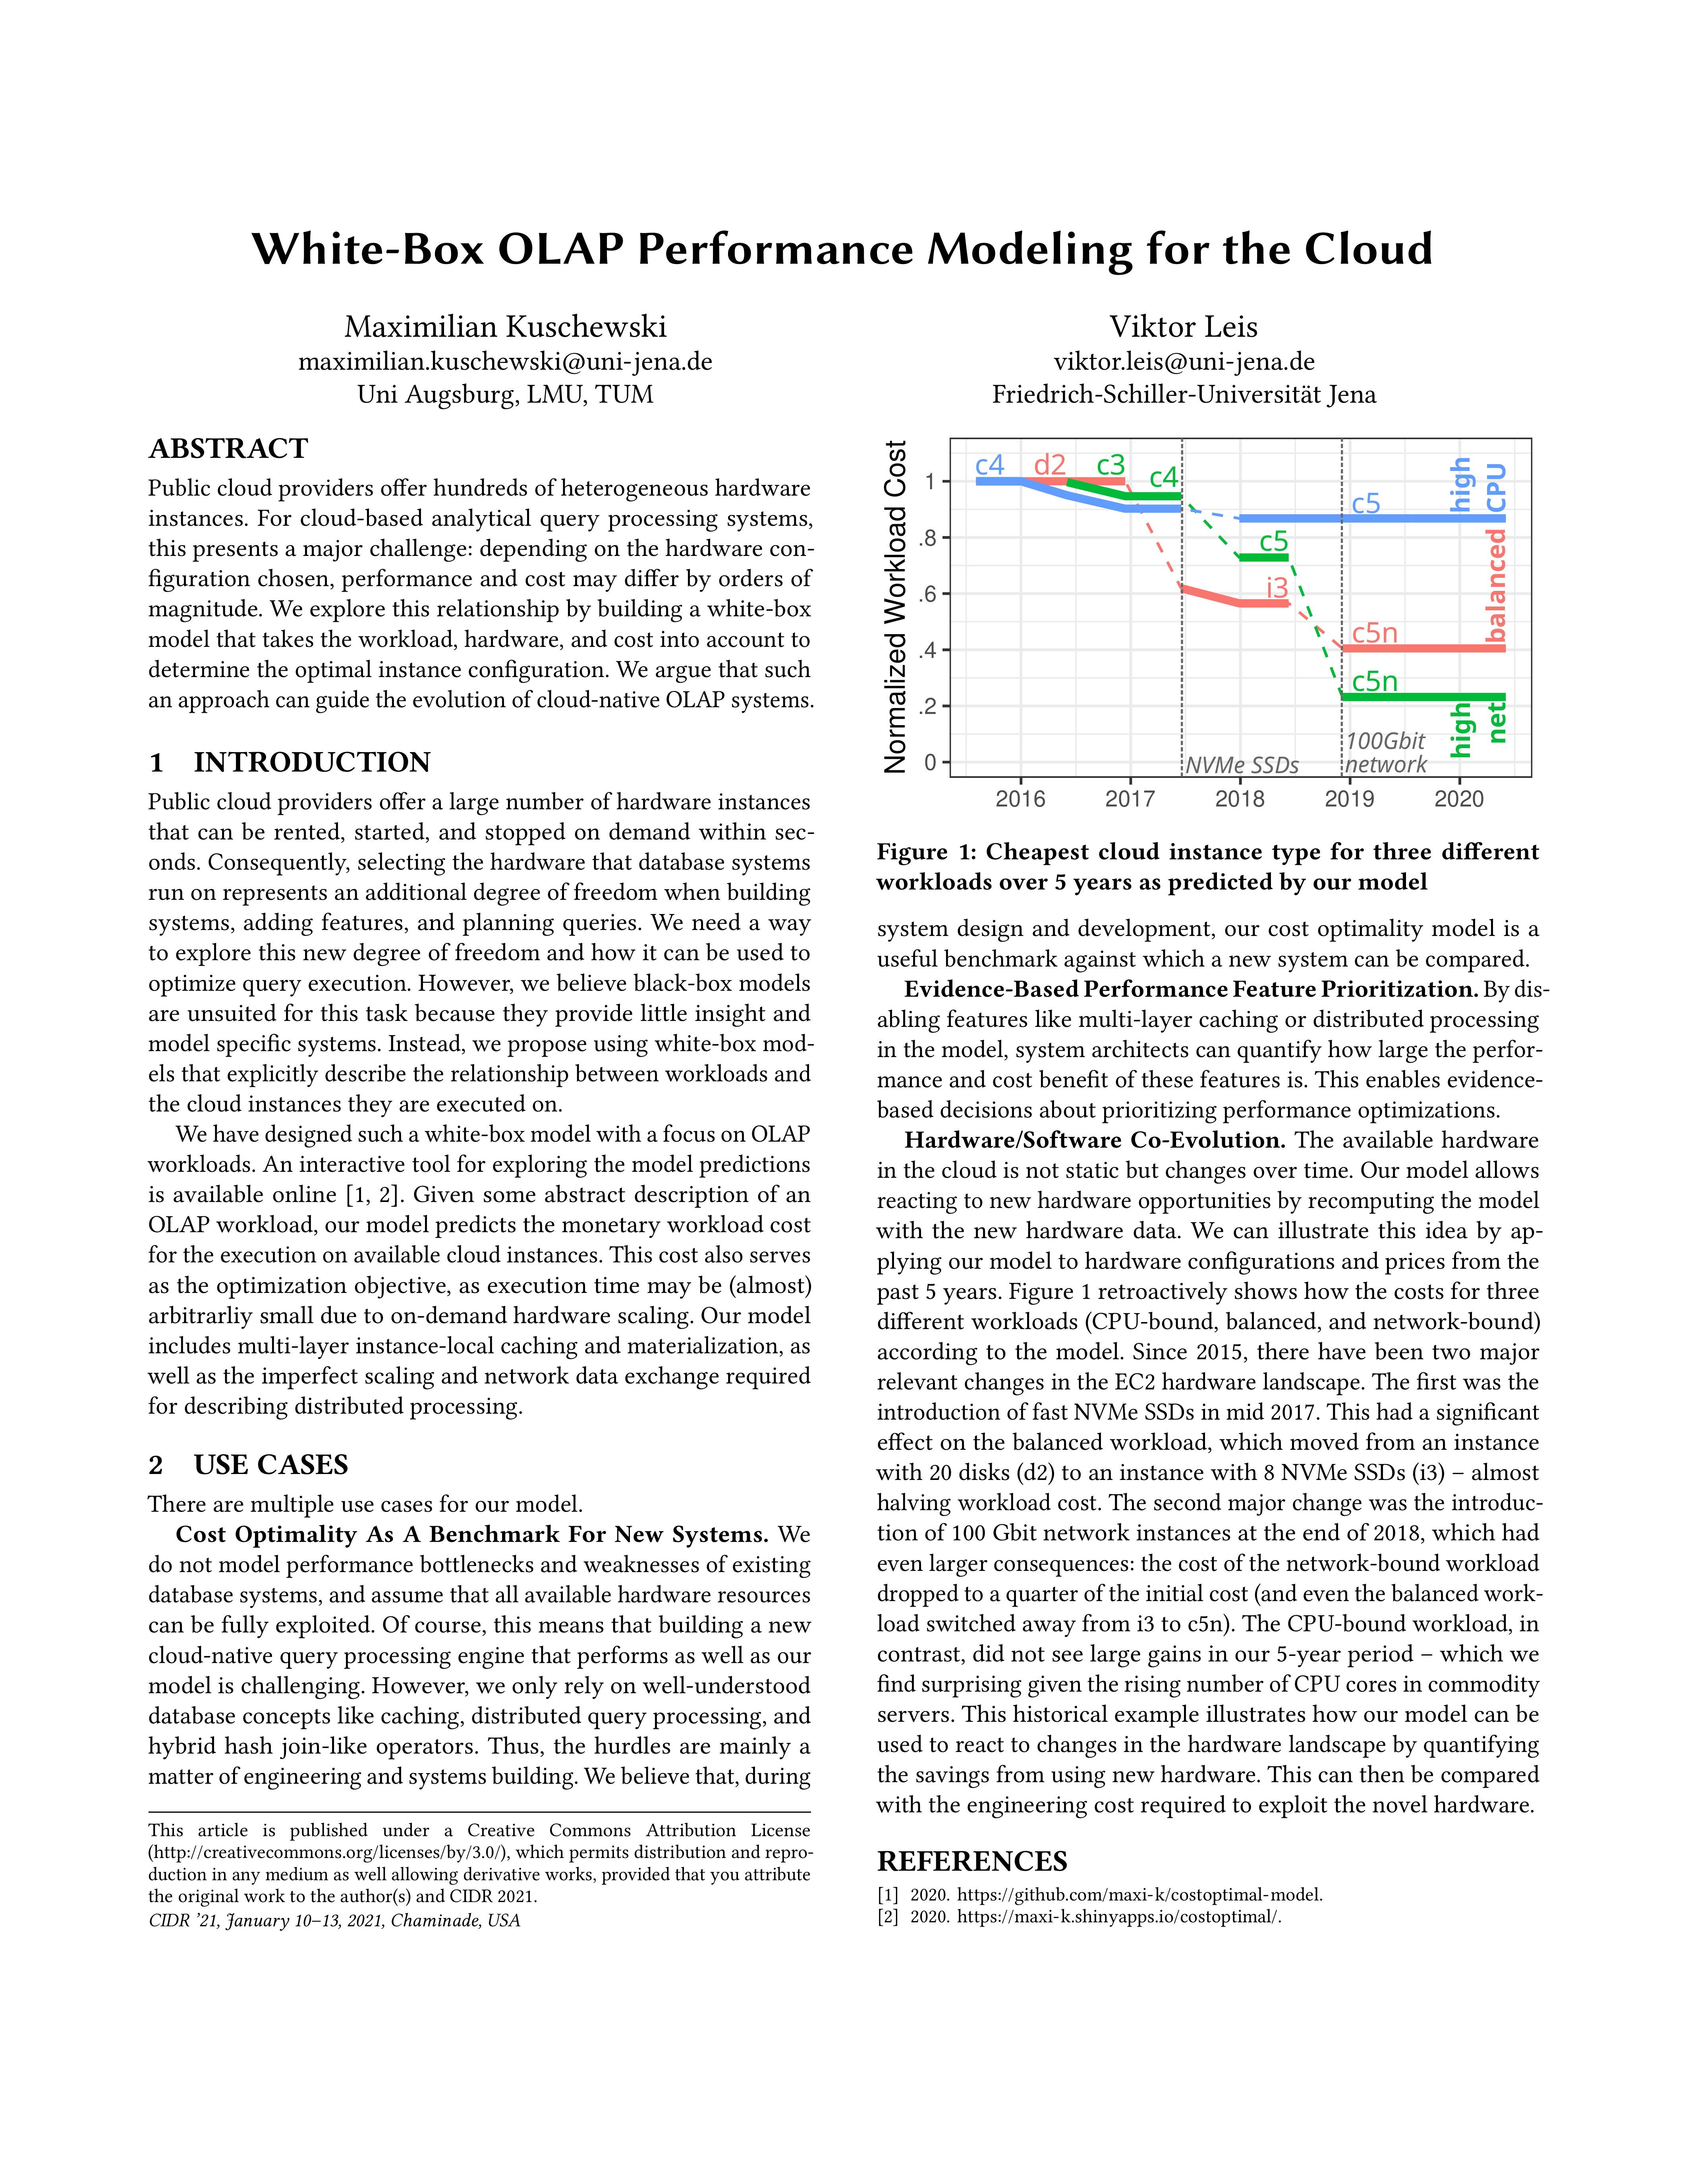 White-Box OLAP Performance Modeling for the Cloud
Maximilian Kuschewski
maximilian.kuschewski@uni-jena.de
Uni Augsburg, LMU, TUM
Viktor Leis
viktor.leis@uni-jena.de
Friedrich-Schiller-Universität Jena
ABSTRACT
Public cloud providers offer hundreds of heterogeneous hardware
instances. For cloud-based analytical query processing systems,
this presents a major challenge: depending on the hardware con-
figuration chosen, performance and cost may differ by orders of
magnitude. We explore this relationship by building a white-box
model that takes the workload, hardware, and cost into account to
determine the optimal instance configuration. We argue that such
an approach can guide the evolution of cloud-native OLAP systems.
1 INTRODUCTION
Public cloud providers offer a large number of hardware instances
that can be rented, started, and stopped on demand within sec-
onds. Consequently, selecting the hardware that database systems
run on represents an additional degree of freedom when building
systems, adding features, and planning queries. We need a way
to explore this new degree of freedom and how it can be used to
optimize query execution. However, we believe black-box models
are unsuited for this task because they provide little insight and
model specific systems. Instead, we propose using white-box mod-
els that explicitly describe the relationship between workloads and
the cloud instances they are executed on.
We have designed such a white-box model with a focus on OLAP
workloads. An interactive tool for exploring the model predictions
is available online [1, 2]. Given some abstract description of an
OLAP workload, our model predicts the monetary workload cost
for the execution on available cloud instances. This cost also serves
as the optimization objective, as execution time may be (almost)
arbitrarliy small due to on-demand hardware scaling. Our model
includes multi-layer instance-local caching and materialization, as
well as the imperfect scaling and network data exchange required
for describing distributed processing.
2 USE CASES
There are multiple use cases for our model.
Cost Optimality As A Benchmark For New Systems. We
do not model performance bottlenecks and weaknesses of existing
database systems, and assume that all available hardware resources
can be fully exploited. Of course, this means that building a new
cloud-native query processing engine that performs as well as our
model is challenging. However, we only rely on well-understood
database concepts like caching, distributed query processing, and
hybrid hash join-like operators. Thus, the hurdles are mainly a
matter of engineering and systems building. We believe that, during
This article is published under a Creative Commons Attribution License
(http://creativecommons.org/licenses/by/3.0/), which permits distribution and repro-
duction in any medium as well allowing derivative works, provided that you attribute
the original work to the author(s) and CIDR 2021.
CIDR '21, January 10–13, 2021, Chaminade, USA
Normalized Workload Cost
1
.8
.6
.4
.2
0
c4 d2 c3 c4
c5
c5
i3
c5n
c5n
high CPU
balanced
high net
NVMe SSDs
100Gbit
network
2016 2017 2018 2019 2020
Figure 1: Cheapest cloud instance type for three different
workloads over 5 years as predicted by our model
system design and development, our cost optimality model is a
useful benchmark against which a new system can be compared.
Evidence-Based Performance Feature Prioritization. By dis-
abling features like multi-layer caching or distributed processing
in the model, system architects can quantify how large the perfor-
mance and cost benefit of these features is. This enables evidence-
based decisions about prioritizing performance optimizations.
Hardware/Software Co-Evolution. The available hardware
in the cloud is not static but changes over time. Our model allows
reacting to new hardware opportunities by recomputing the model
with the new hardware data. We can illustrate this idea by ap-
plying our model to hardware configurations and prices from the
past 5 years. Figure 1 retroactively shows how the costs for three
different workloads (CPU-bound, balanced, and network-bound)
according to the model. Since 2015, there have been two major
relevant changes in the EC2 hardware landscape. The first was the
introduction of fast NVMe SSDs in mid 2017. This had a significant
effect on the balanced workload, which moved from an instance
with 20 disks (d2) to an instance with 8 NVMe SSDs (i3) – almost
halving workload cost. The second major change was the introduc-
tion of 100 Gbit network instances at the end of 2018, which had
even larger consequences: the cost of the network-bound workload
dropped to a quarter of the initial cost (and even the balanced work-
load switched away from i3 to c5n). The CPU-bound workload, in
contrast, did not see large gains in our 5-year period – which we
find surprising given the rising number of CPU cores in commodity
servers. This historical example illustrates how our model can be
used to react to changes in the hardware landscape by quantifying
the savings from using new hardware. This can then be compared
with the engineering cost required to exploit the novel hardware.
REFERENCES
[1] 2020. https://github.com/maxi-k/costoptimal-model.
[2] 2020. https://maxi-k.shinyapps.io/costoptimal/.